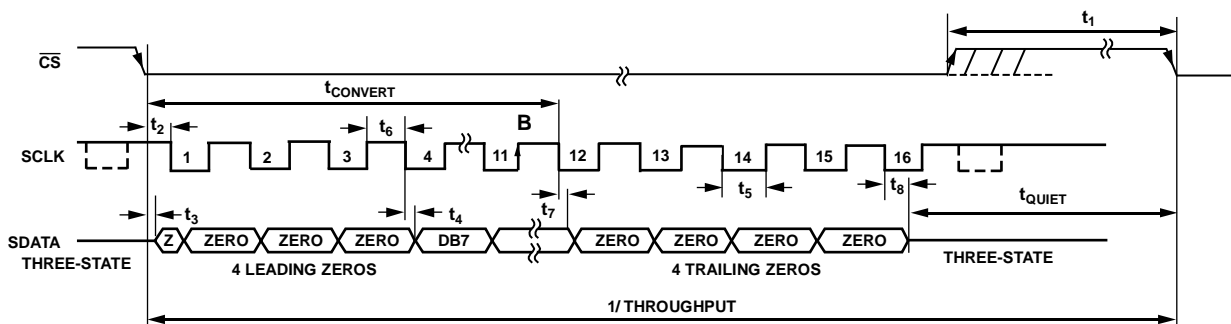 t1
CS
tCONVERT
B
t2
t6
SCLK
1 2 3 4 11 12 13 14 15 16
t5
t8
t3
t4
t7
tQUIET
SDATA
Z ZERO ZERO ZERO DB7 ZERO ZERO ZERO ZERO
THREE-STATE
4 LEADING ZEROS
4 TRAILING ZEROS
THREE-STATE
1/ THROUGHPUT